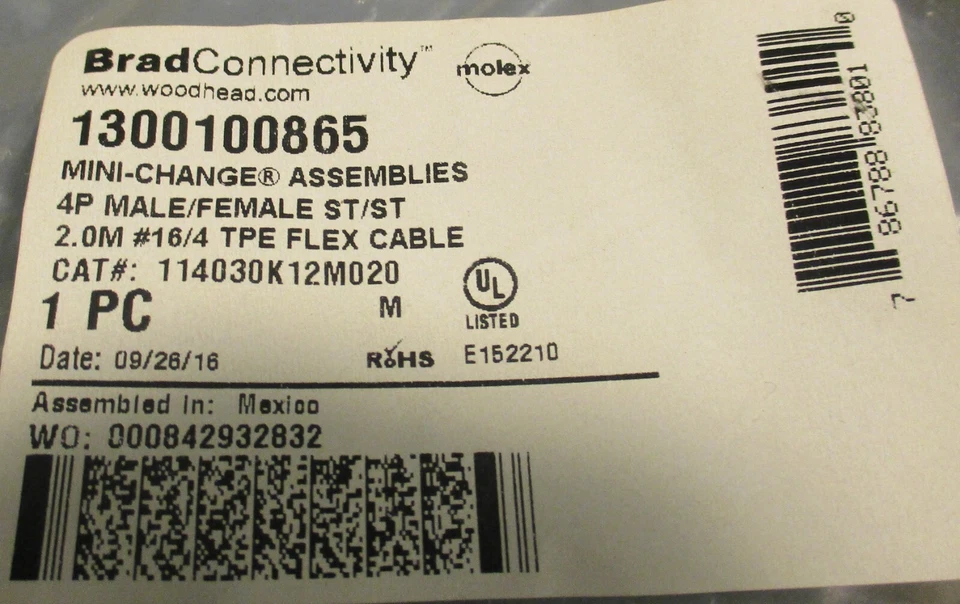 BradConnectivity™
molex
www.woodhead.com
1300100865
MINI-CHANGE® ASSEMBLIES
4P MALE/FEMALE ST/ST
2.0M #16/4 TPE FLEX CABLE
CAT#: 114030K12M020
1 PC M
UL
LISTED
Date: 09/26/16 RoHS E152210
Assembled in: Mexico
WO: 000842932832
7 86788 83801 0